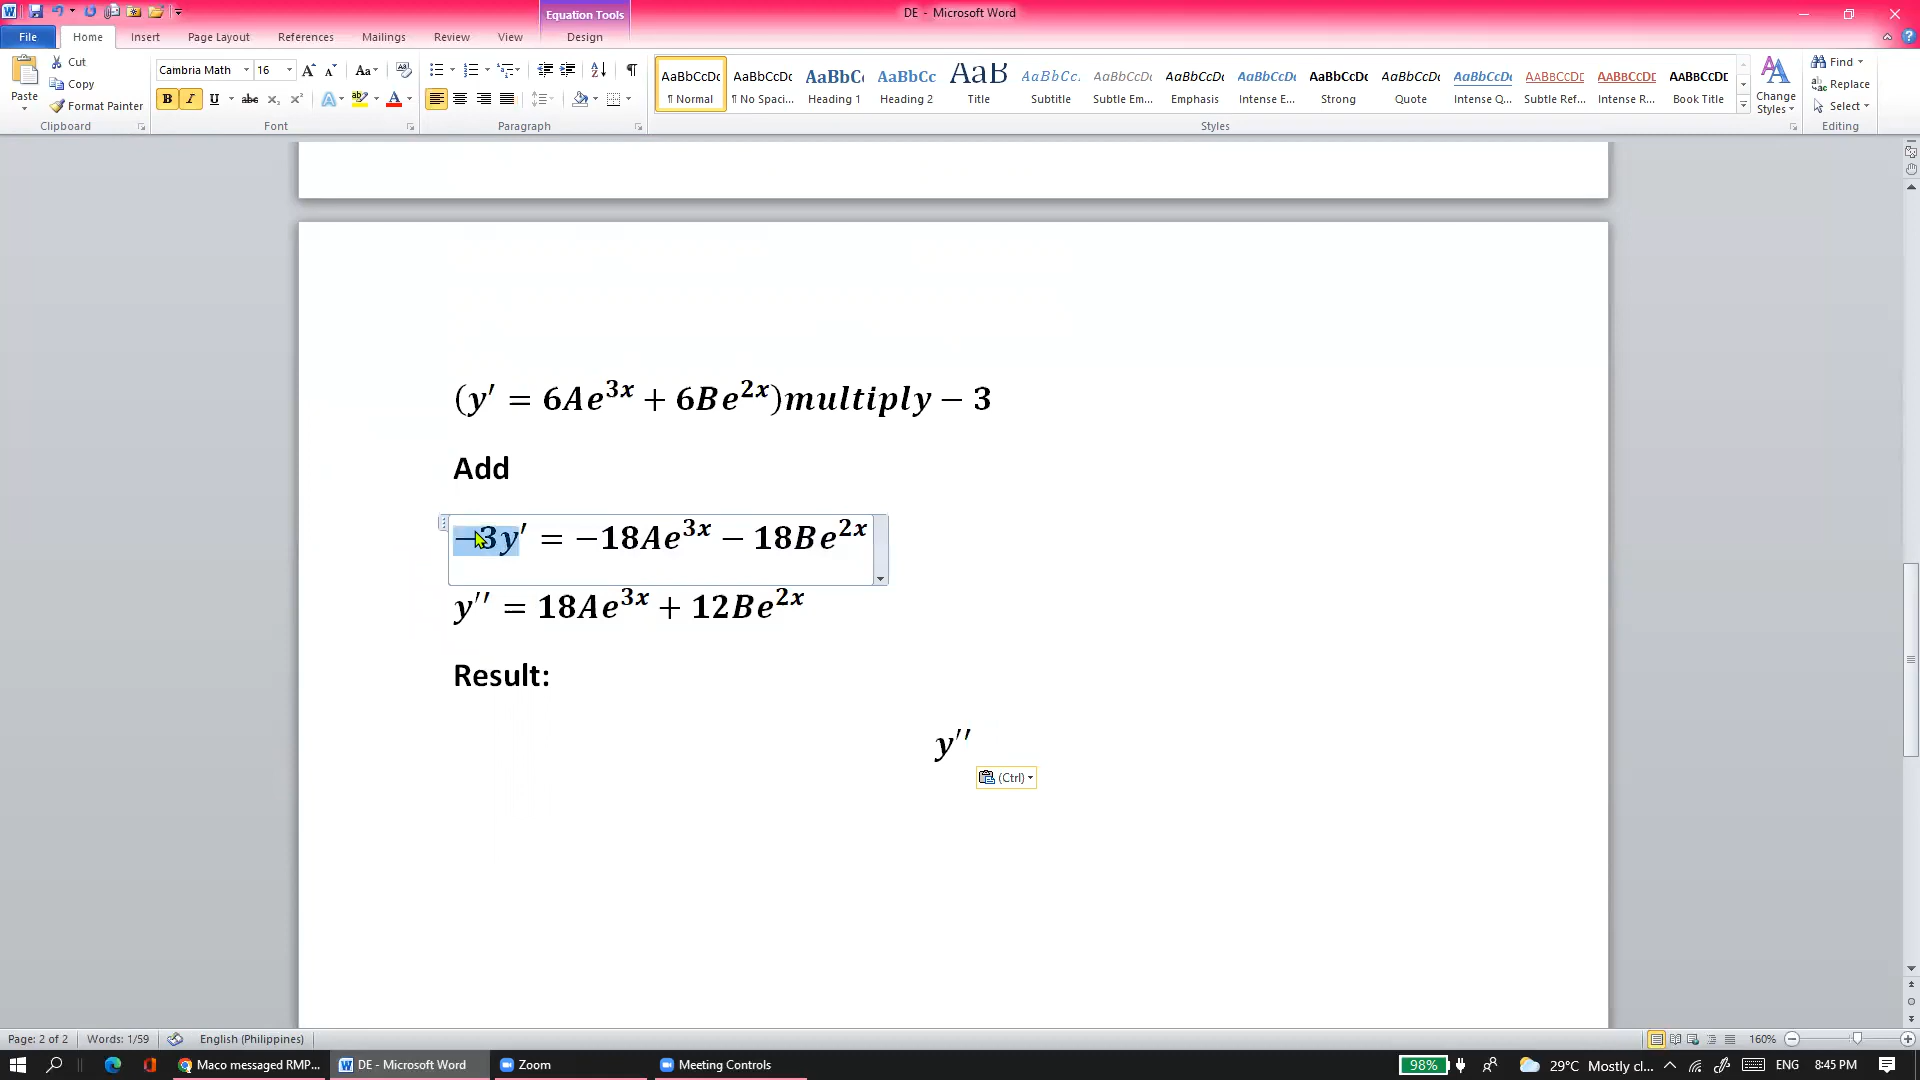 DE - Microsoft Word
Equation Tools
File Home Insert Page Layout References Mailings Review View Design
Paste
Cut
Copy
Format Painter
Clipboard
Cambria Math 16
Font
Paragraph
AaBbCcDc AaBbCcDc AaBbCc AaBbCc AaB AaBbCc. AaBbCcDc AaBbCcDc AaBbCcDc AaBbCcDc AaBbCcDc AaBbCcDc AaBbCcDc AaBbCcDc AaBbCcDc
¶ Normal ¶ No Spaci... Heading 1 Heading 2 Title Subtitle Subtle Em... Emphasis Intense E... Strong Quote Intense Q... Subtle Ref... Intense R... Book Title
Styles
Change Styles
Find
Replace
Select
Editing
(y′ = 6Ae^{3x} + 6Be^{2x})multiply − 3
Add
−3y′ = −18Ae^{3x} − 18Be^{2x}
y′′ = 18Ae^{3x} + 12Be^{2x}
Result:
y′′
(Ctrl)
Page: 2 of 2 Words: 1/59 English (Philippines) 160%
Maco messaged RMP... DE - Microsoft Word Zoom Meeting Controls 98% 29°C Mostly cl... ENG 8:45 PM